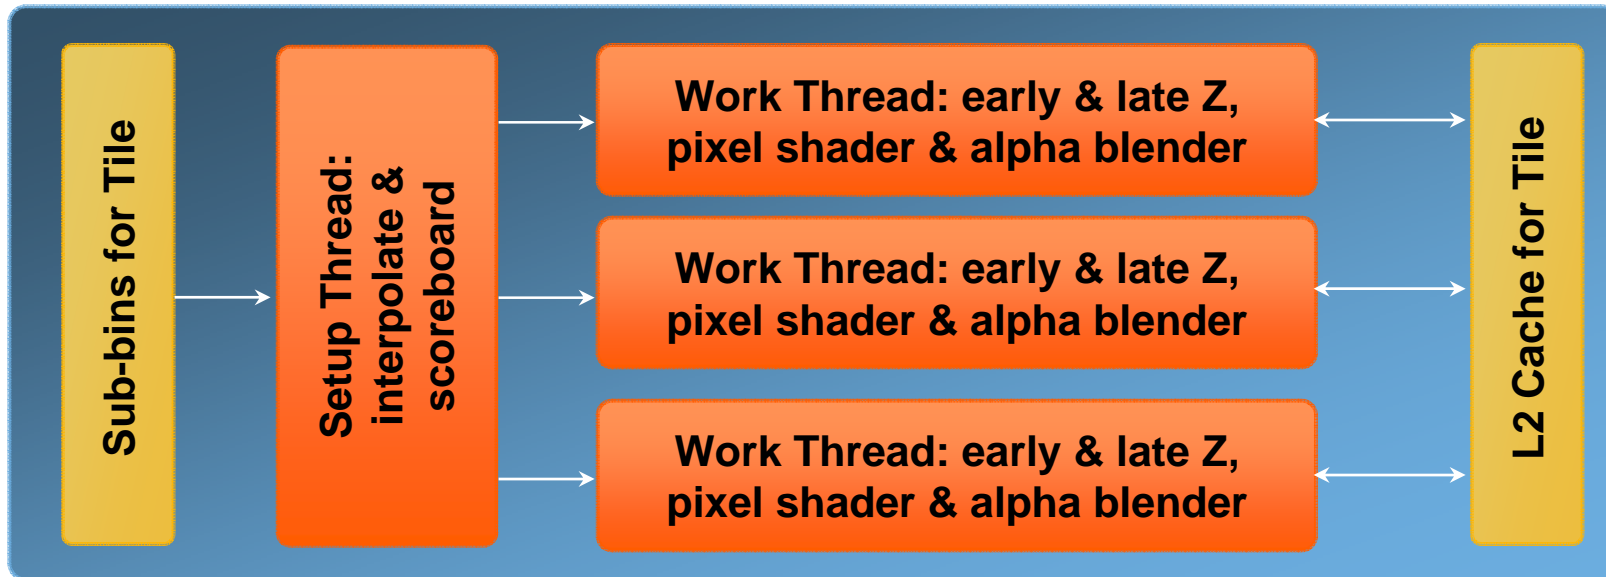 Sub-bins for Tile
Setup Thread:
interpolate &
scoreboard
Work Thread: early & late Z,
pixel shader & alpha blender
Work Thread: early & late Z,
pixel shader & alpha blender
Work Thread: early & late Z,
pixel shader & alpha blender
L2 Cache for Tile